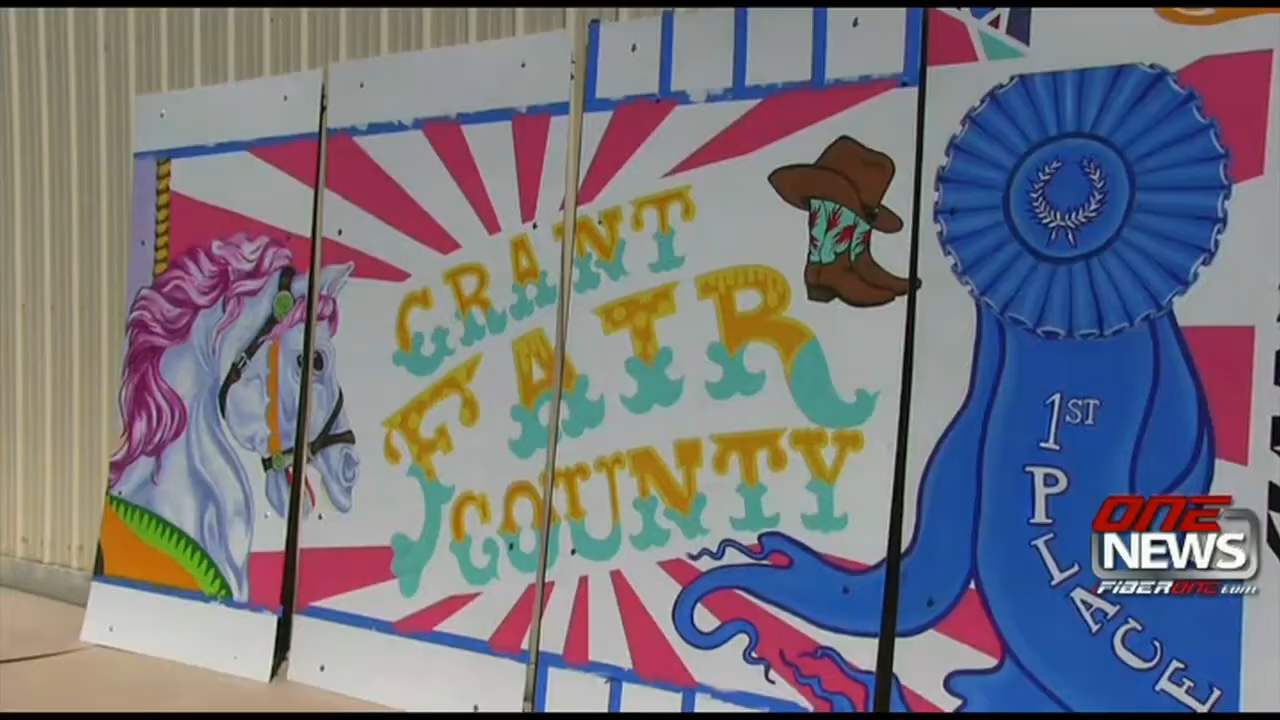 GRANT
FAIR
COUNTY
1ST
PLACE
ONE
NEWS
FIBERONE.COM